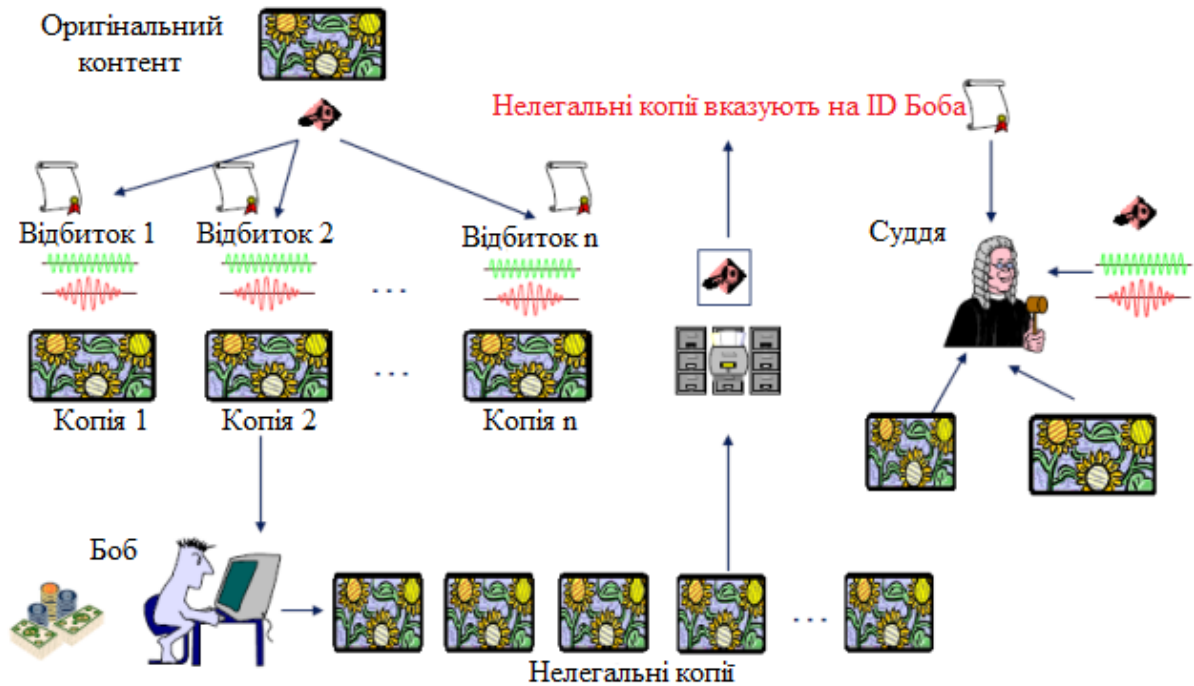 Оригінальний
контент
Нелегальні копії вказують на ID Боба
Відбиток 1
Відбиток 2
Відбиток n
Суддя
. . .
. . .
Копія 1
Копія 2
Копія n
Боб
. . .
Нелегальні копії